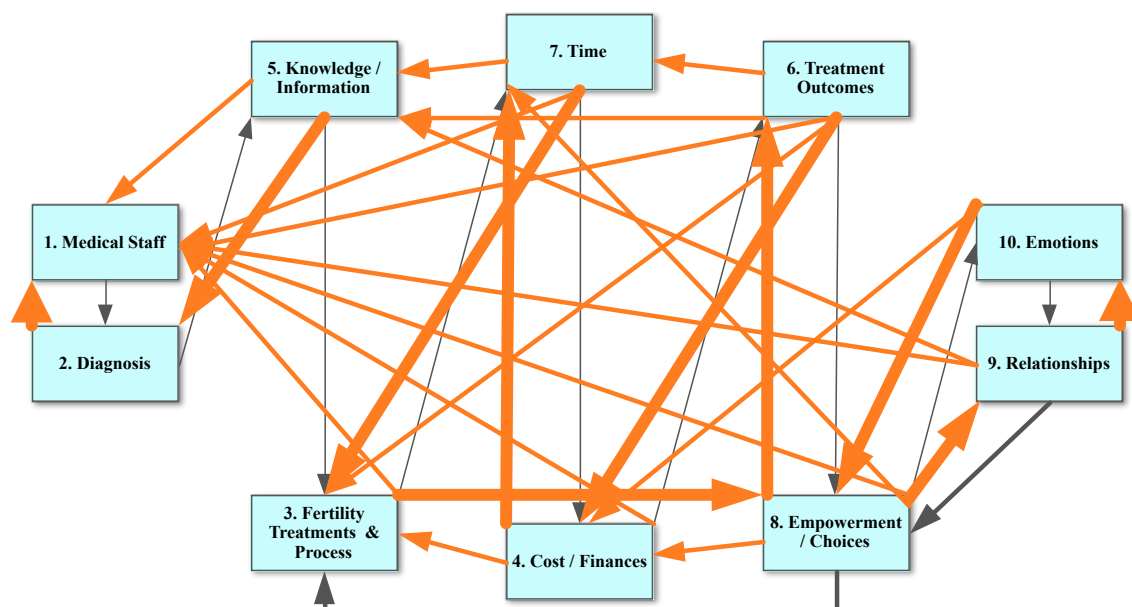 7. Time
5. Knowledge /
Information
6. Treatment
Outcomes
1. Medical Staff
10. Emotions
2. Diagnosis
9. Relationships
3. Fertility
Treatments &
Process
4. Cost / Finances
8. Empowerment
/ Choices